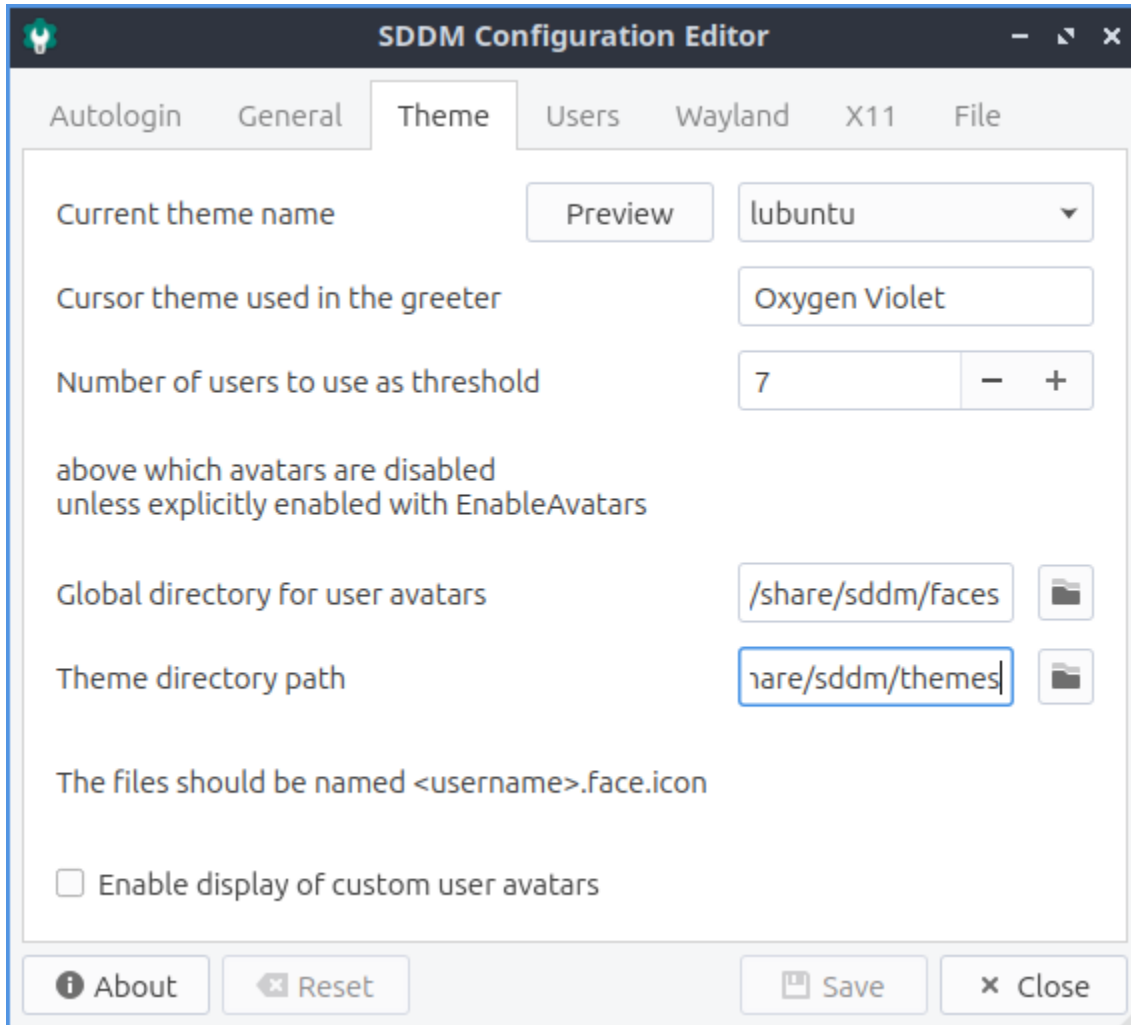 SDDM Configuration Editor
Autologin General Theme Users Wayland X11 File
Current theme name Preview lubuntu
Cursor theme used in the greeter Oxygen Violet
Number of users to use as threshold 7 − +
above which avatars are disabled
unless explicitly enabled with EnableAvatars
Global directory for user avatars /share/sddm/faces
Theme directory path are/sddm/themes
The files should be named <username>.face.icon
Enable display of custom user avatars
About Reset Save Close